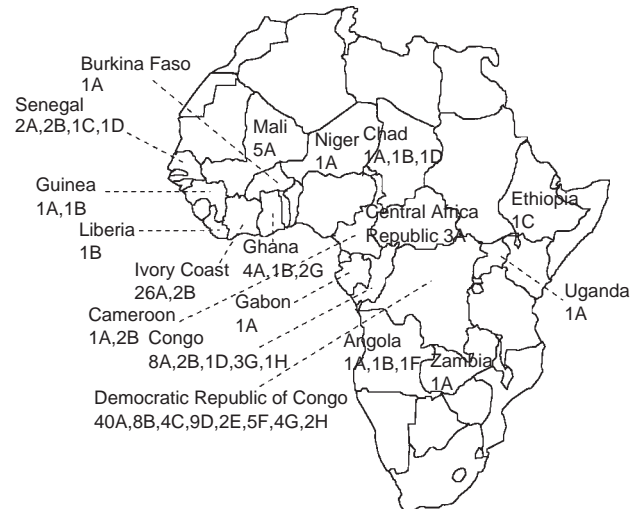 Burkina Faso
1A
Senegal
2A,2B,1C,1D
Mali
5A
Niger
1A
Chad
1A,1B,1D
Guinea
1A,1B
Ethiopia
1C
Liberia
1B
Central Africa
Republic 3A
Ghana
4A,1B,2G
Ivory Coast
26A,2B
Gabon
1A
Uganda
1A
Cameroon
1A,2B
Congo
8A,2B,1D,3G,1H
Angola
1A,1B,1F
Zambia
1A
Democratic Republic of Congo
40A,8B,4C,9D,2E,5F,4G,2H